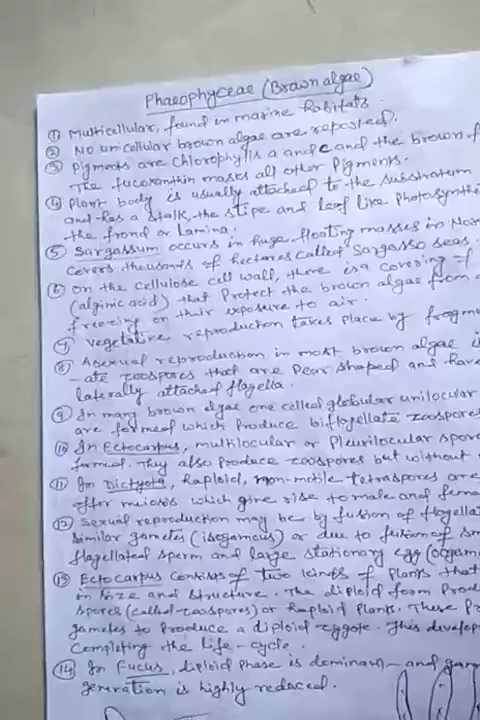 Phaeophyceae (Brown algae)
① Multicellular, found in marine habitats.
② No unicellular brown algae are reported.
③ Pigments are chlorophylls a and c and the brown
The fucoxanthin masks all other pigments.
④ Plant body is usually attached to the substratum
and has a stalk, the stipe and leaf like photosynthe
the frond or lamina.
⑤ Sargassum occurs in huge floating masses in
covers thousands of hectares called Sargasso seas.
⑥ On the cellulose cell wall, there is a covering of
(alginic acid) that protect the brown algae from
freezing on their exposure to air.
⑦ Vegetative reproduction takes place by fragme
⑧ Asexual reproduction in most brown algae i
-ate zoospores that are pear shaped and have
laterally attached flagella.
⑨ In many brown algae one celled globular unilocular
are formed which produce biflagellate zoospores
⑩ In Ectocarpus, multilocular or Plurilocular spor
formed. They also produce zoospores but without
⑪ In Dictyota, haploid, non-motile tetraspores are
after meiosis which give rise to male and fema
⑫ Sexual reproduction may be by fusion of flagella
similar gametes (isogamous) or due to fusion of sm
flagellated sperm and large stationary egg (oogam
⑬ Ectocarpus consists of two kinds of plants that
in size and structure. The diploid form prod
spores (called zoospores) or haploid plants. These pr
gametes to produce a diploid zygote. This develop
completing the life-cycle.
⑭ In Fucus, diploid phase is dominant and gam
generation is highly reduced.